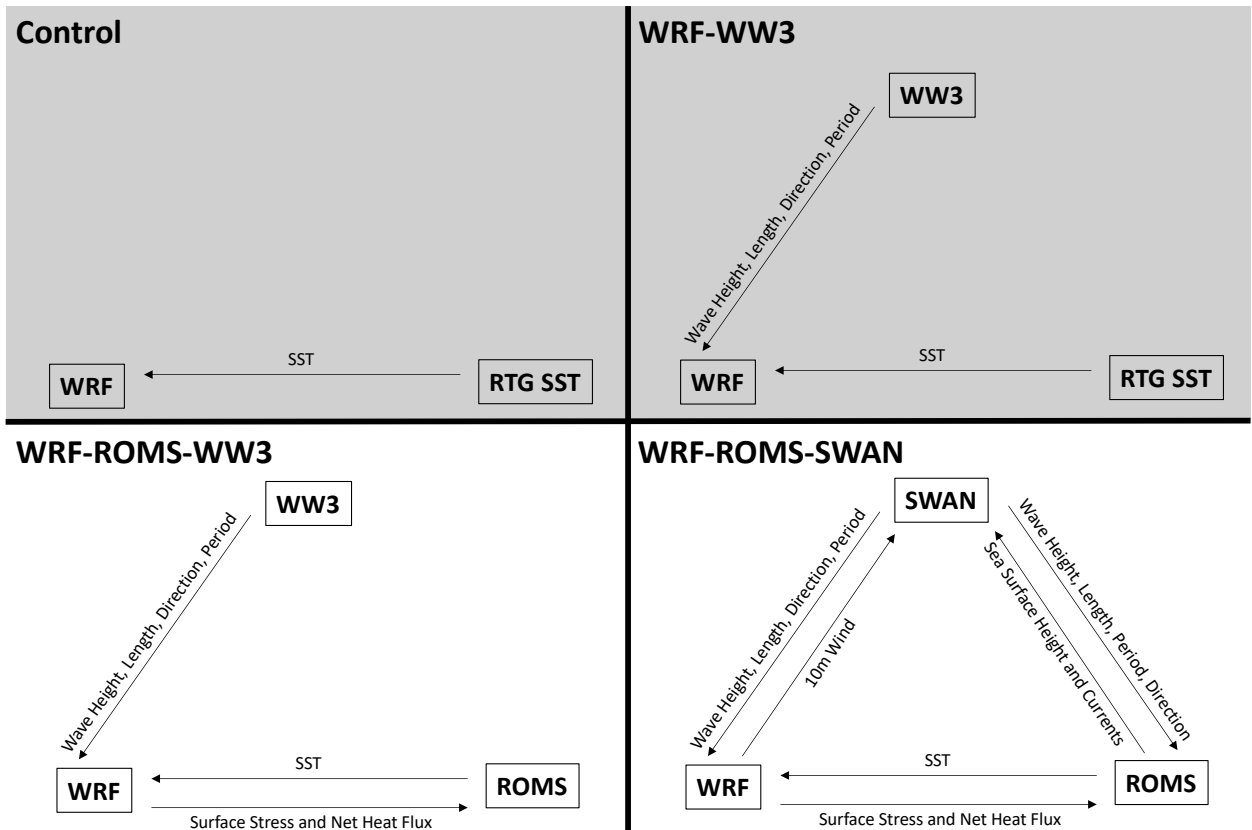 Control
SST
WRF
RTG SST
WRF-WW3
WW3
Wave Height, Length, Direction, Period
SST
WRF
RTG SST
WRF-ROMS-WW3
WW3
Wave Height, Length, Direction, Period
SST
WRF
ROMS
Surface Stress and Net Heat Flux
WRF-ROMS-SWAN
SWAN
Wave Height, Length, Direction, Period
10m Wind
Sea Surface Height and Currents
Wave Height, Length, Period, Direction
SST
WRF
ROMS
Surface Stress and Net Heat Flux